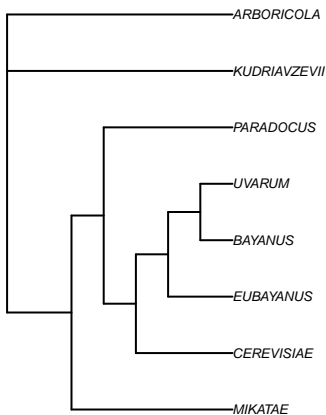 ARBORICOLA
KUDRIAVZEVII
PARADOCUS
UVARUM
BAYANUS
EUBAYANUS
CEREVISIAE
MIKATAE